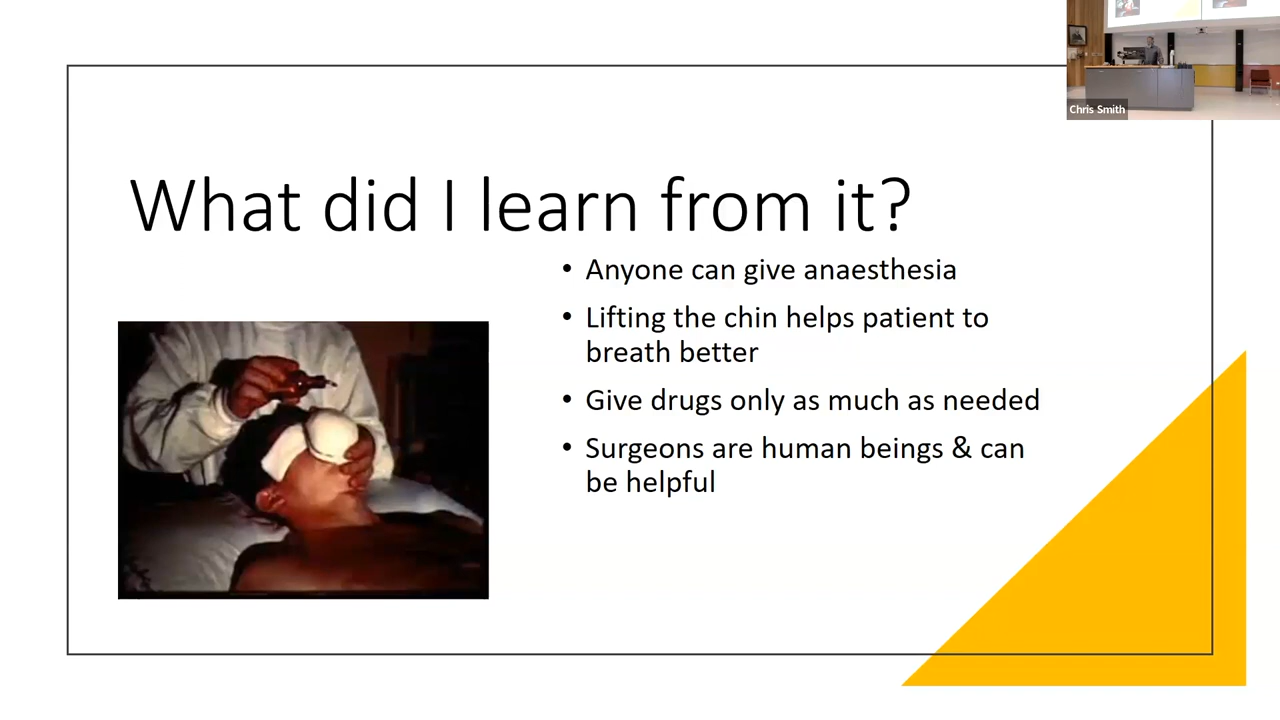 Chris Smith
What did I learn from it?
• Anyone can give anaesthesia
• Lifting the chin helps patient to
breath better
• Give drugs only as much as needed
• Surgeons are human beings & can
be helpful